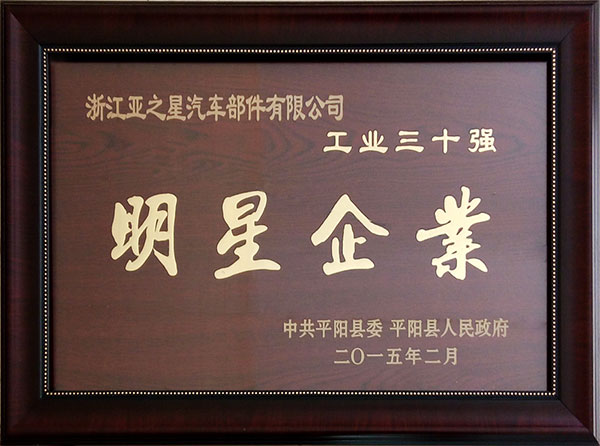 浙江亚之星汽车部件有限公司
工业三十强
明星企業
中共平阳县委 平阳县人民政府
二〇一五年二月